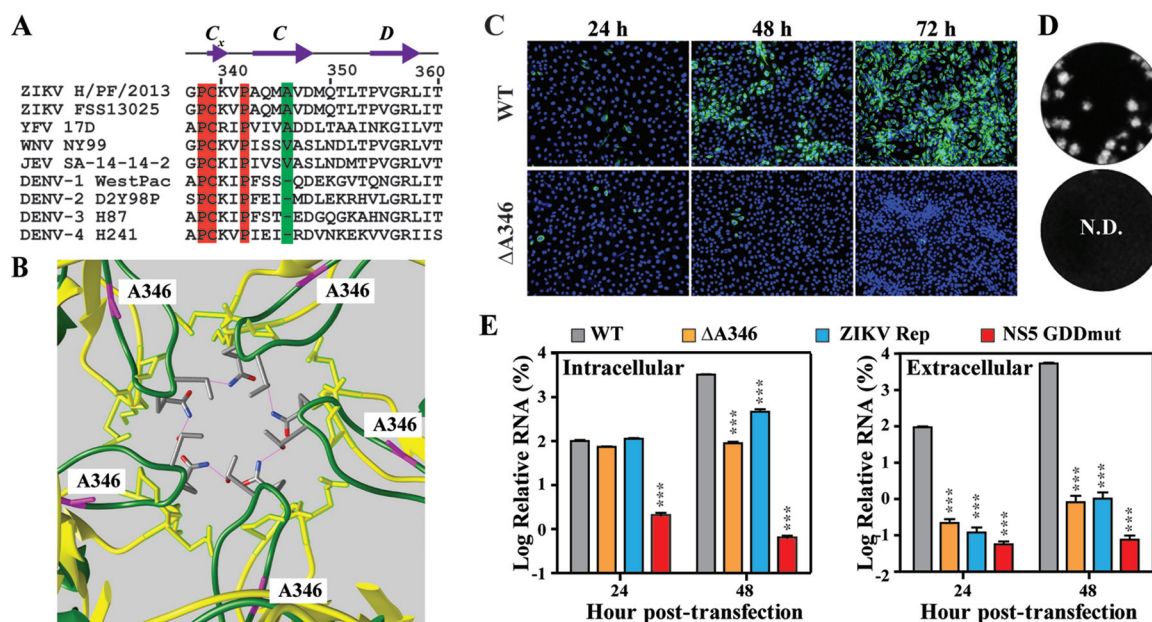 A
Cx C D
340 350 360
ZIKV H/PF/2013 GPCKVPAQMAVDMQTLTPVGRLIT
ZIKV FSS13025 GPCKVPAQMAVDMQTLTPVGRLIT
YFV 17D GPCRIPVIVADDLTAAINKGILVT
WNV NY99 GPCKIPISSVASLNDLTPVGRLVT
JEV SA-14-14-2 GPCKIPIVSVASLNDMTPVGRLVT
DENV-1 WestPac APCKIPFSS-QDEKGVTQNGRLIT
DENV-2 D2Y98P SPCKIPFEI-MDLEKRHVLGRLIT
DENV-3 H87 APCKIPFST-EDGQGKAHNGRLIT
DENV-4 H241 APCKVPIEI-RDVNKEKVVGRIIS
B
A346
A346
A346
A346
A346
C
24 h 48 h 72 h
WT
ΔA346
D
N.D.
E
WT ΔA346 ZIKV Rep NS5 GDDmut
Intracellular
Log Relative RNA (%)
4
3
2
1
0
-1
*** *** *** ***
24 48
Hour post-transfection
Extracellular
Log Relative RNA (%)
4
3
2
1
0
-1
-2
*** *** *** *** *** ***
24 48
Hour post-transfection